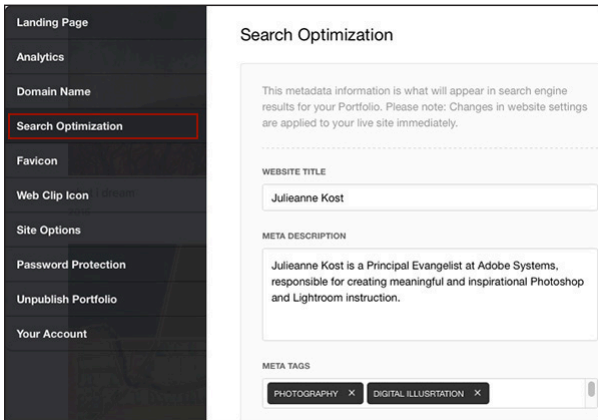 Landing Page
Analytics
Domain Name
Search Optimization
Favicon
Web Clip Icon
Site Options
Password Protection
Unpublish Portfolio
Your Account
Search Optimization
This metadata information is what will appear in search engine
results for your Portfolio. Please note: Changes in website settings
are applied to your live site immediately.
WEBSITE TITLE
Julieanne Kost
META DESCRIPTION
Julieanne Kost is a Principal Evangelist at Adobe Systems,
responsible for creating meaningful and inspirational Photoshop
and Lightroom instruction.
META TAGS
PHOTOGRAPHY × DIGITAL ILLUSRTATION ×